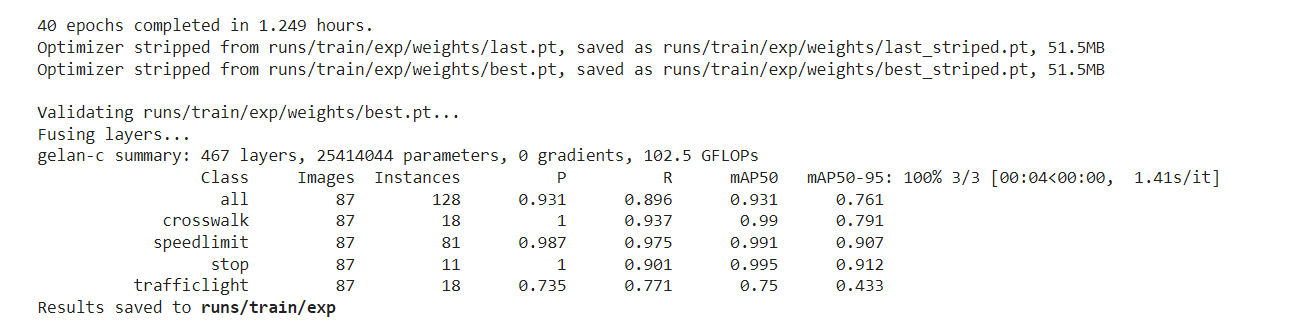 40 epochs completed in 1.249 hours.
Optimizer stripped from runs/train/exp/weights/last.pt, saved as runs/train/exp/weights/last_striped.pt, 51.5MB
Optimizer stripped from runs/train/exp/weights/best.pt, saved as runs/train/exp/weights/best_striped.pt, 51.5MB
Validating runs/train/exp/weights/best.pt...
Fusing layers...
gelan-c summary: 467 layers, 25414044 parameters, 0 gradients, 102.5 GFLOPs
Class Images Instances P R mAP50 mAP50-95: 100% 3/3 [00:04<00:00, 1.41s/it]
all 87 128 0.931 0.896 0.931 0.761
crosswalk 87 18 1 0.937 0.99 0.791
speedlimit 87 81 0.987 0.975 0.991 0.907
stop 87 11 1 0.901 0.995 0.912
trafficlight 87 18 0.735 0.771 0.75 0.433
Results saved to runs/train/exp